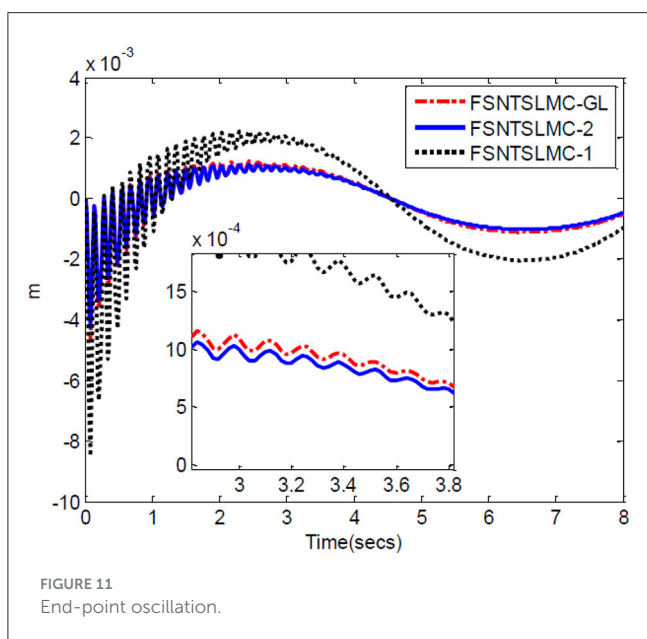 x 10^-3
4
2
0
-2
-4
-6
-8
-10
m
FSNTSLMC-GL
FSNTSLMC-2
FSNTSLMC-1
x 10^-4
15
10
5
0
3 3.2 3.4 3.6 3.8
0 1 2 3 4 5 6 7 8
Time(secs)
FIGURE 11
End-point oscillation.